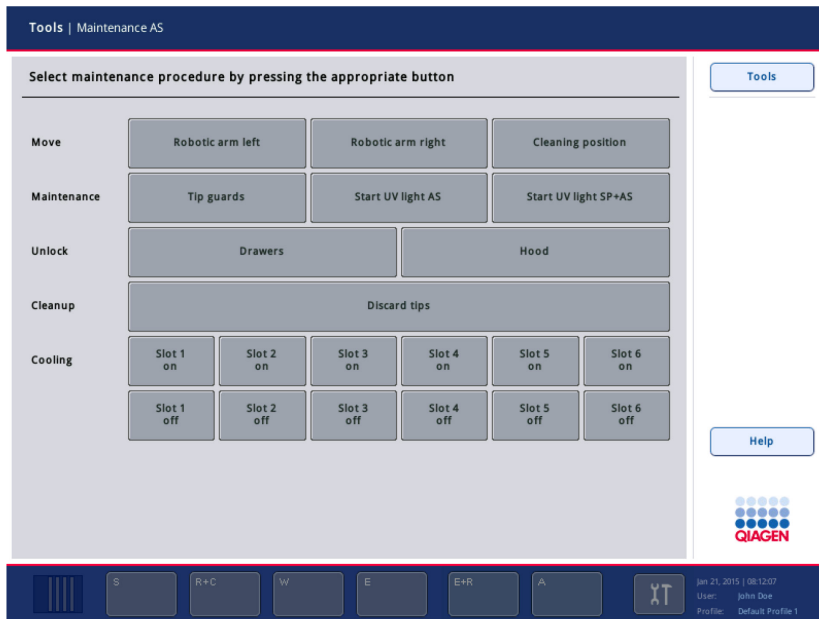 Tools | Maintenance AS
Select maintenance procedure by pressing the appropriate button
Tools
Move
Robotic arm left
Robotic arm right
Cleaning position
Maintenance
Tip guards
Start UV light AS
Start UV light SP+AS
Unlock
Drawers
Hood
Cleanup
Discard tips
Cooling
Slot 1
on
Slot 2
on
Slot 3
on
Slot 4
on
Slot 5
on
Slot 6
on
Slot 1
off
Slot 2
off
Slot 3
off
Slot 4
off
Slot 5
off
Slot 6
off
Help
QIAGEN
S
R+C
W
E
E+R
A
Jan 21, 2015 | 08:12:07
User: John Doe
Profile: Default Profile 1